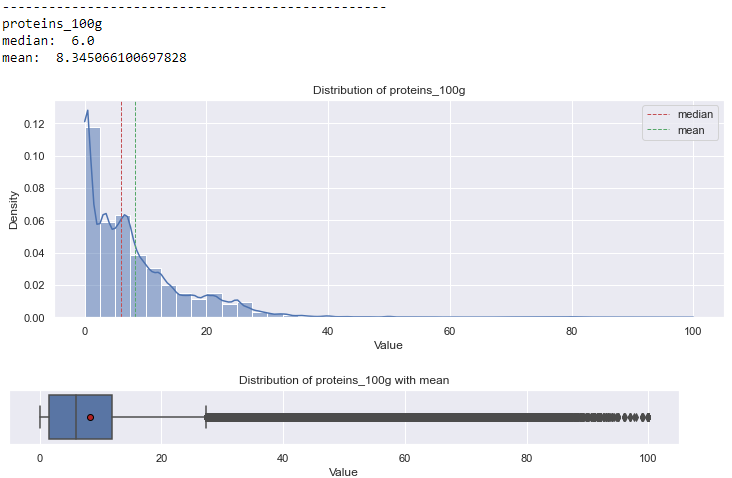 --------------------------------------------------
proteins_100g
median:  6.0
mean:  8.345066100697828
Distribution of proteins_100g
median
mean
0.12
0.10
0.08
0.06
0.04
0.02
0.00
Density
0 20 40 60 80 100
Value
Distribution of proteins_100g with mean
0 20 40 60 80 100
Value